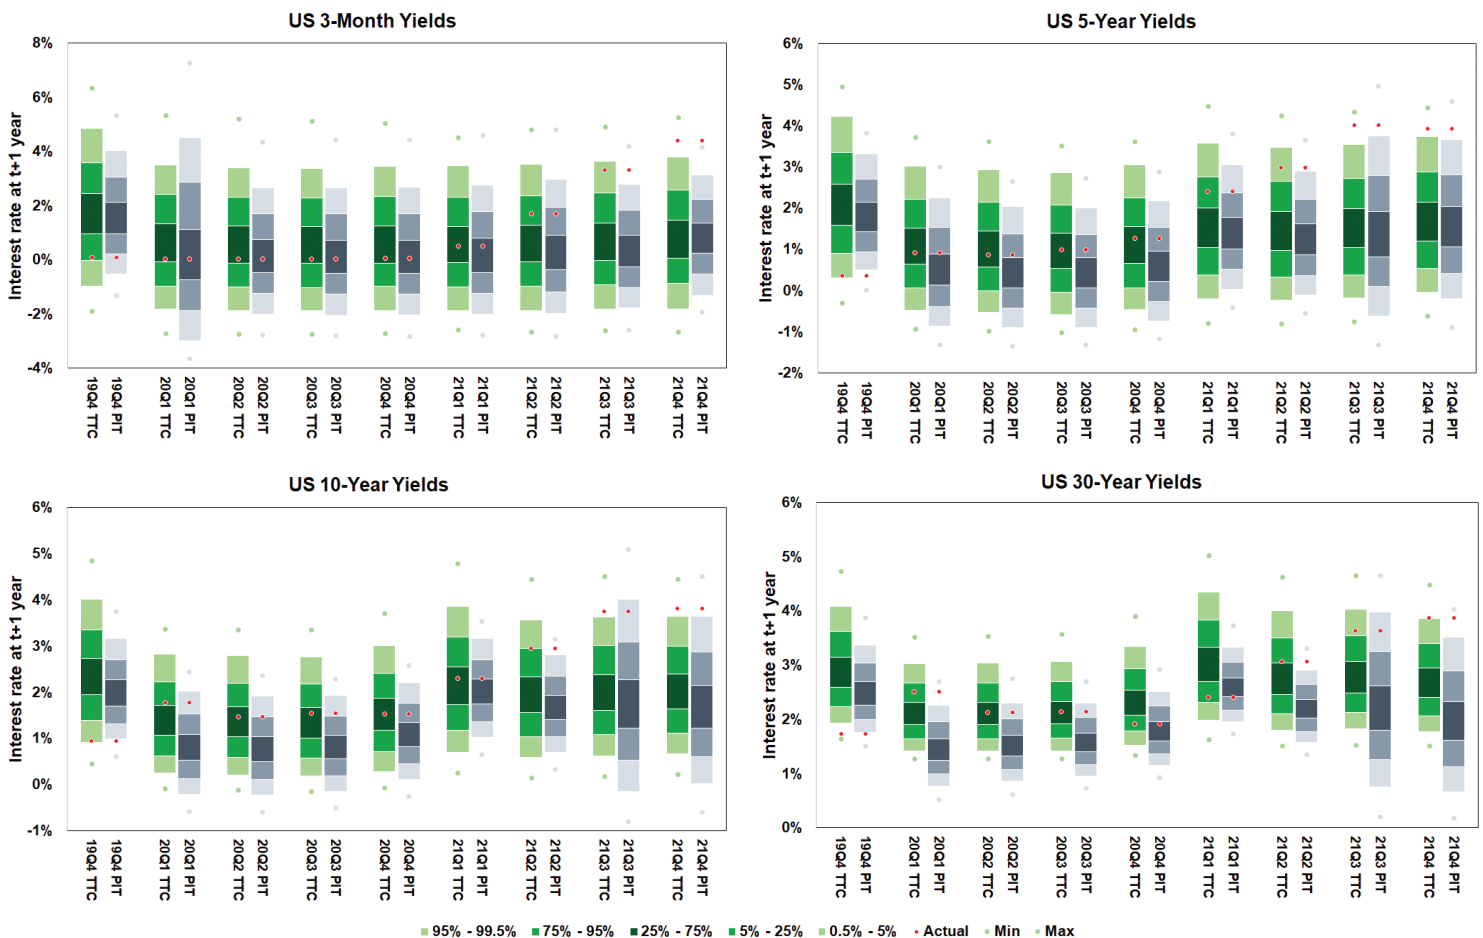 US 3-Month Yields
Interest rate at t+1 year
8%
6%
4%
2%
0%
-2%
-4%
19Q4 TTC
19Q4 PIT
20Q1 TTC
20Q1 PIT
20Q2 TTC
20Q2 PIT
20Q3 TTC
20Q3 PIT
20Q4 TTC
20Q4 PIT
21Q1 TTC
21Q1 PIT
21Q2 TTC
21Q2 PIT
21Q3 TTC
21Q3 PIT
21Q4 TTC
21Q4 PIT
US 5-Year Yields
Interest rate at t+1 year
6%
5%
4%
3%
2%
1%
0%
-1%
-2%
19Q4 TTC
19Q4 PIT
20Q1 TTC
20Q1 PIT
20Q2 TTC
20Q2 PIT
20Q3 TTC
20Q3 PIT
20Q4 TTC
20Q4 PIT
21Q1 TTC
21Q1 PIT
21Q2 TTC
21Q2 PIT
21Q3 TTC
21Q3 PIT
21Q4 TTC
21Q4 PIT
US 10-Year Yields
Interest rate at t+1 year
6%
5%
4%
3%
2%
1%
0%
-1%
19Q4 TTC
19Q4 PIT
20Q1 TTC
20Q1 PIT
20Q2 TTC
20Q2 PIT
20Q3 TTC
20Q3 PIT
20Q4 TTC
20Q4 PIT
21Q1 TTC
21Q1 PIT
21Q2 TTC
21Q2 PIT
21Q3 TTC
21Q3 PIT
21Q4 TTC
21Q4 PIT
US 30-Year Yields
Interest rate at t+1 year
6%
5%
4%
3%
2%
1%
0%
19Q4 TTC
19Q4 PIT
20Q1 TTC
20Q1 PIT
20Q2 TTC
20Q2 PIT
20Q3 TTC
20Q3 PIT
20Q4 TTC
20Q4 PIT
21Q1 TTC
21Q1 PIT
21Q2 TTC
21Q2 PIT
21Q3 TTC
21Q3 PIT
21Q4 TTC
21Q4 PIT
95% - 99.5% 75% - 95% 25% - 75% 5% - 25% 0.5% - 5% Actual Min Max